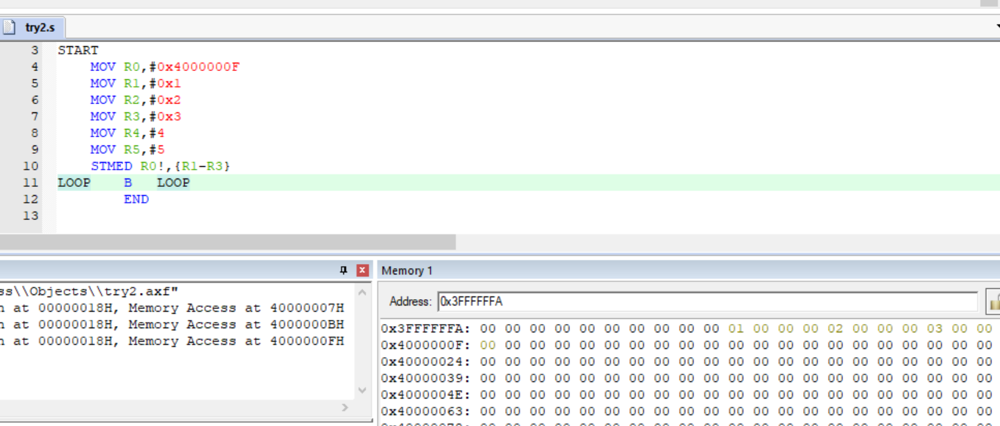 try2.s
3 START
4 MOV R0,#0x4000000F
5 MOV R1,#0x1
6 MOV R2,#0x2
7 MOV R3,#0x3
8 MOV R4,#4
9 MOV R5,#5
10 STMED R0!,{R1-R3}
11 LOOP B LOOP
12 END
13
ss\\Objects\\try2.axf"
n at 00000018H, Memory Access at 40000007H
n at 00000018H, Memory Access at 4000000BH
n at 00000018H, Memory Access at 4000000FH
Memory 1
Address: 0x3FFFFFFA
0x3FFFFFFA: 00 00 00 00 00 00 00 00 00 00 01 00 00 00 02 00 00 00 03 00 00
0x4000000F: 00 00 00 00 00 00 00 00 00 00 00 00 00 00 00 00 00 00 00 00 00
0x40000024: 00 00 00 00 00 00 00 00 00 00 00 00 00 00 00 00 00 00 00 00 00
0x40000039: 00 00 00 00 00 00 00 00 00 00 00 00 00 00 00 00 00 00 00 00 00
0x4000004E: 00 00 00 00 00 00 00 00 00 00 00 00 00 00 00 00 00 00 00 00 00
0x40000063: 00 00 00 00 00 00 00 00 00 00 00 00 00 00 00 00 00 00 00 00 00